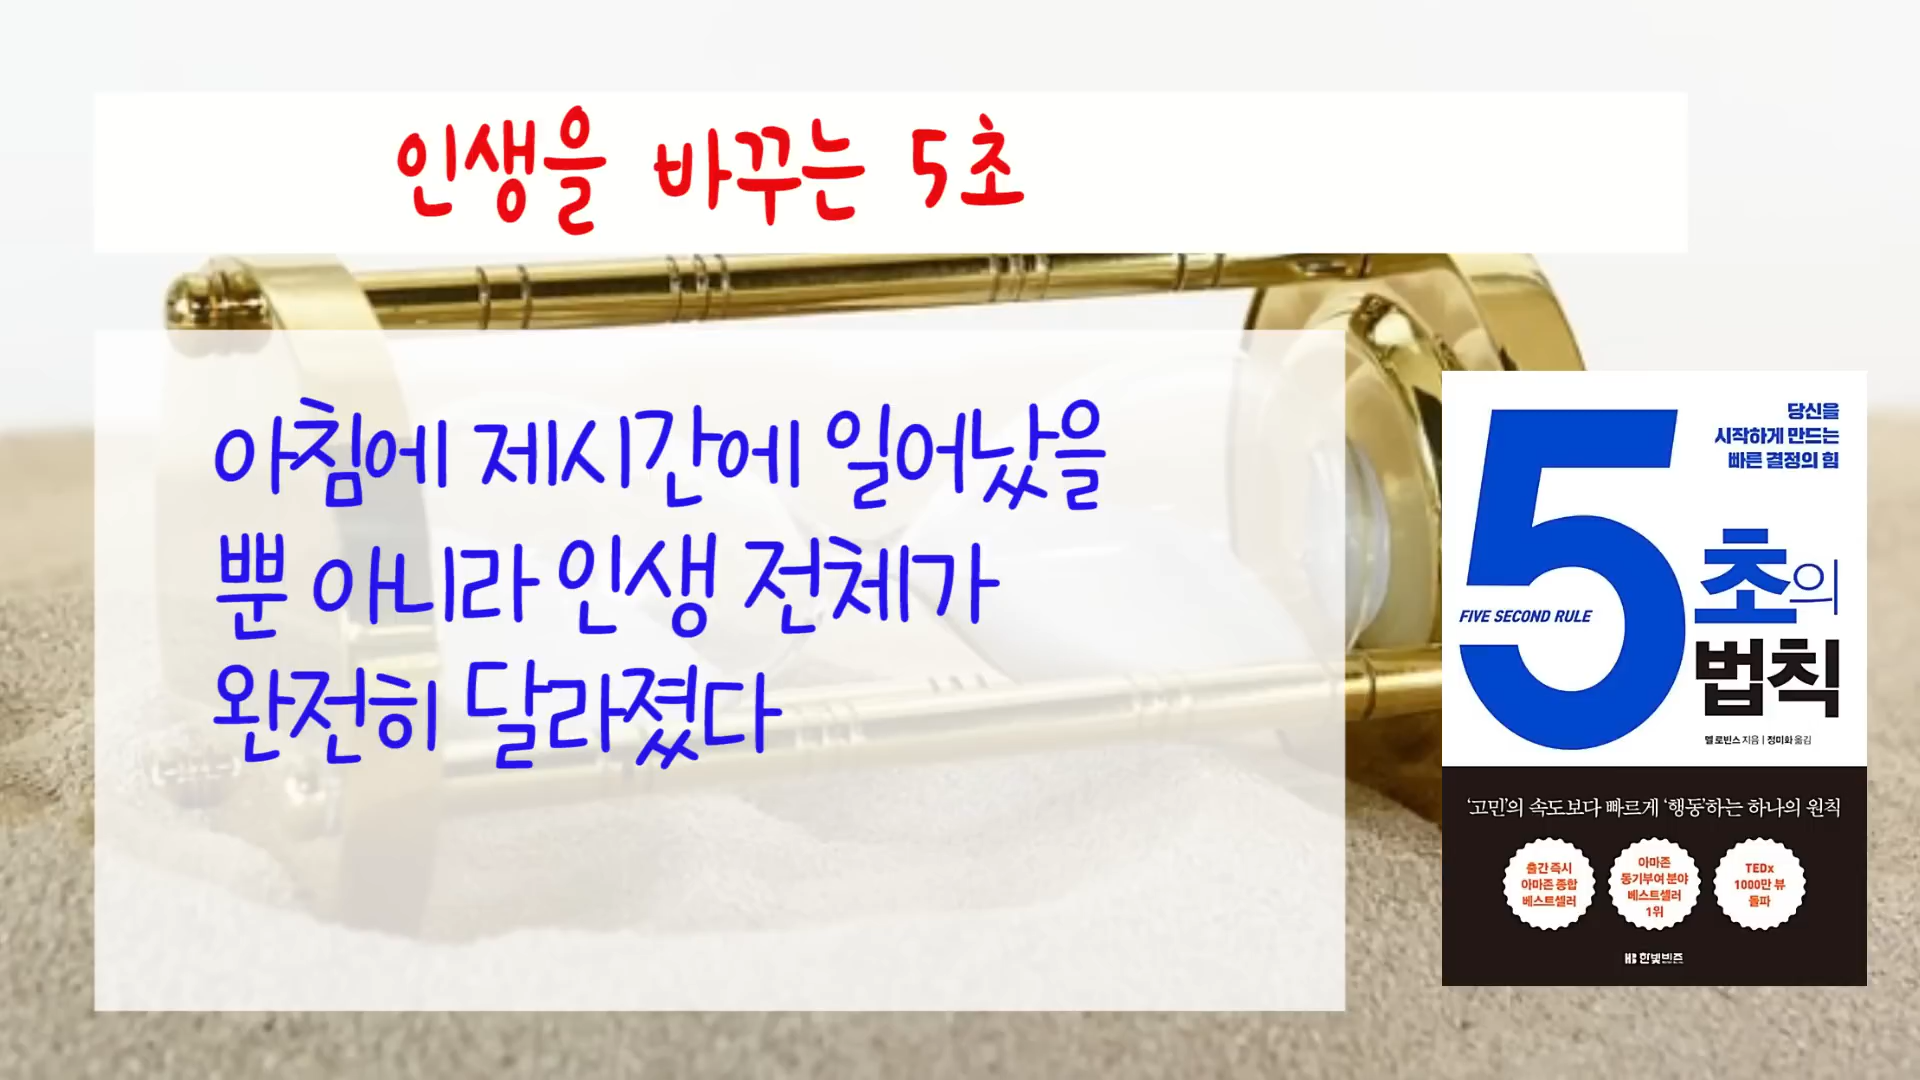 인생을 바꾸는 5초
아침에 제시간에 일어났을
뿐 아니라 인생 전체가
완전히 달라졌다
당신을
시작하게 만드는
빠른 결정의 힘
5초의
법칙
FIVE SECOND RULE
멜 로빈스 지음 | 정미화 옮김
'고민'의 속도보다 빠르게 '행동'하는 하나의 원칙
출간 즉시
아마존 종합
베스트셀러
아마존
동기부여 분야
베스트셀러
1위
TEDx
1000만 뷰
돌파
HB 한빛비즈